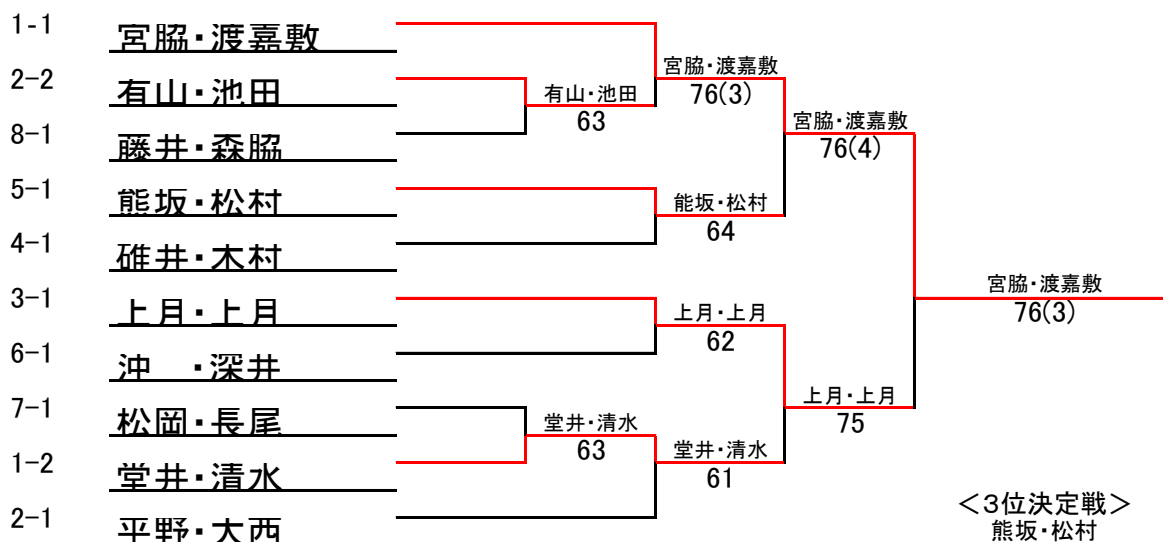 1-1 宮脇・渡嘉敷
2-2 有山・池田
8-1 藤井・森脇
5-1 熊坂・松村
4-1 碓井・木村
3-1 上月・上月
6-1 沖　・深井
7-1 松岡・長尾
1-2 堂井・清水
2-1 平野・大西
有山・池田
63
堂井・清水
63
宮脇・渡嘉敷
76(3)
能坂・松村
64
上月・上月
62
堂井・清水
61
宮脇・渡嘉敷
76(4)
上月・上月
75
宮脇・渡嘉敷
76(3)
＜3位決定戦＞
熊坂・松村